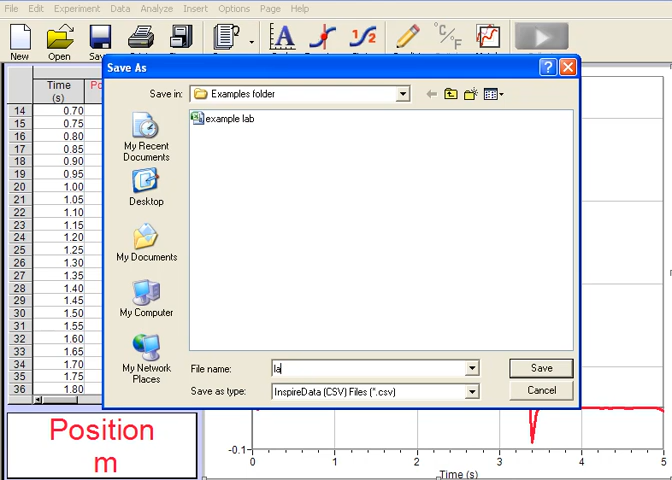 File Edit Experiment Data Analyze Insert Options Page Help
°C/°F
New Open Save
Save As
Save in: Examples folder
Time
(s)
example lab
My Recent
Documents
Desktop
My Documents
My Computer
My Network
Places
14 0.70
15 0.75
16 0.80
17 0.85
18 0.90
19 0.95
20 1.00
21 1.05
22 1.10
23 1.15
24 1.20
25 1.25
26 1.30
27 1.35
28 1.40
29 1.45
30 1.50
31 1.55
32 1.60
33 1.65
34 1.70
35 1.75
36 1.80
File name: la
Save
Save as type: InspireData (CSV) Files (*.csv)
Cancel
Position
m
-0.1
0 1 2 3 4 5
Time (s)